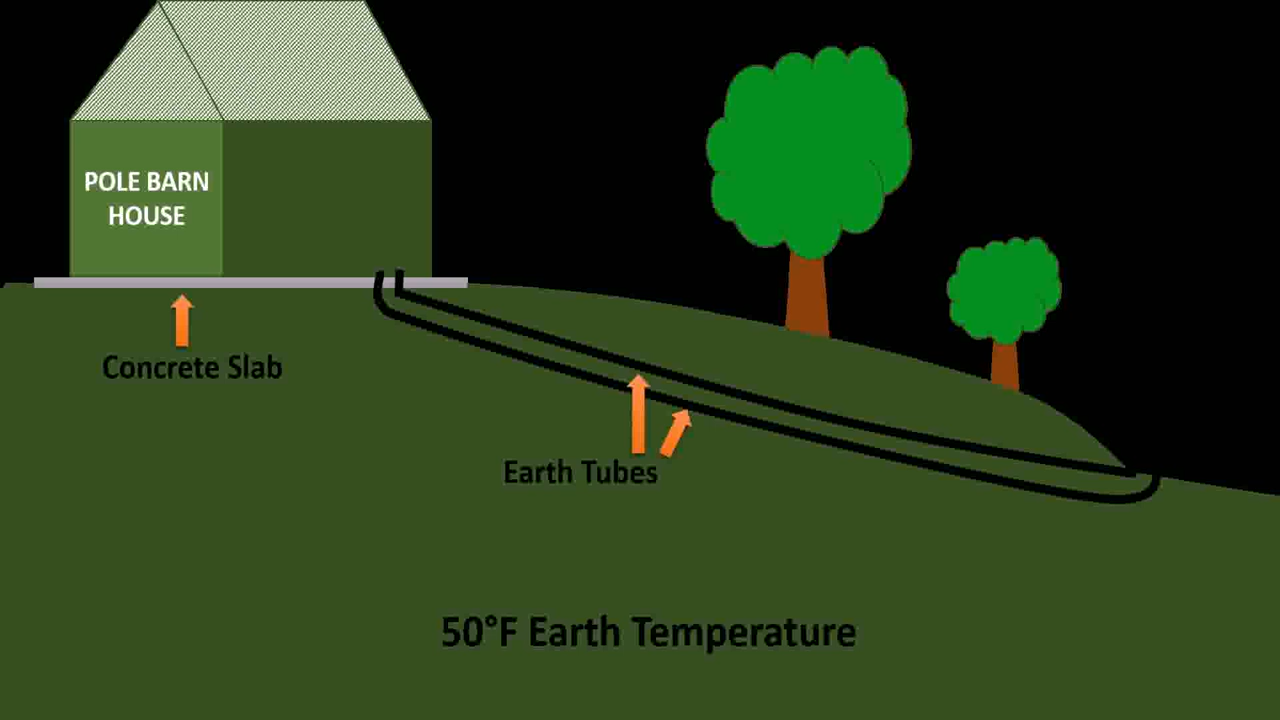 POLE BARN
HOUSE
Concrete Slab
Earth Tubes
50°F Earth Temperature